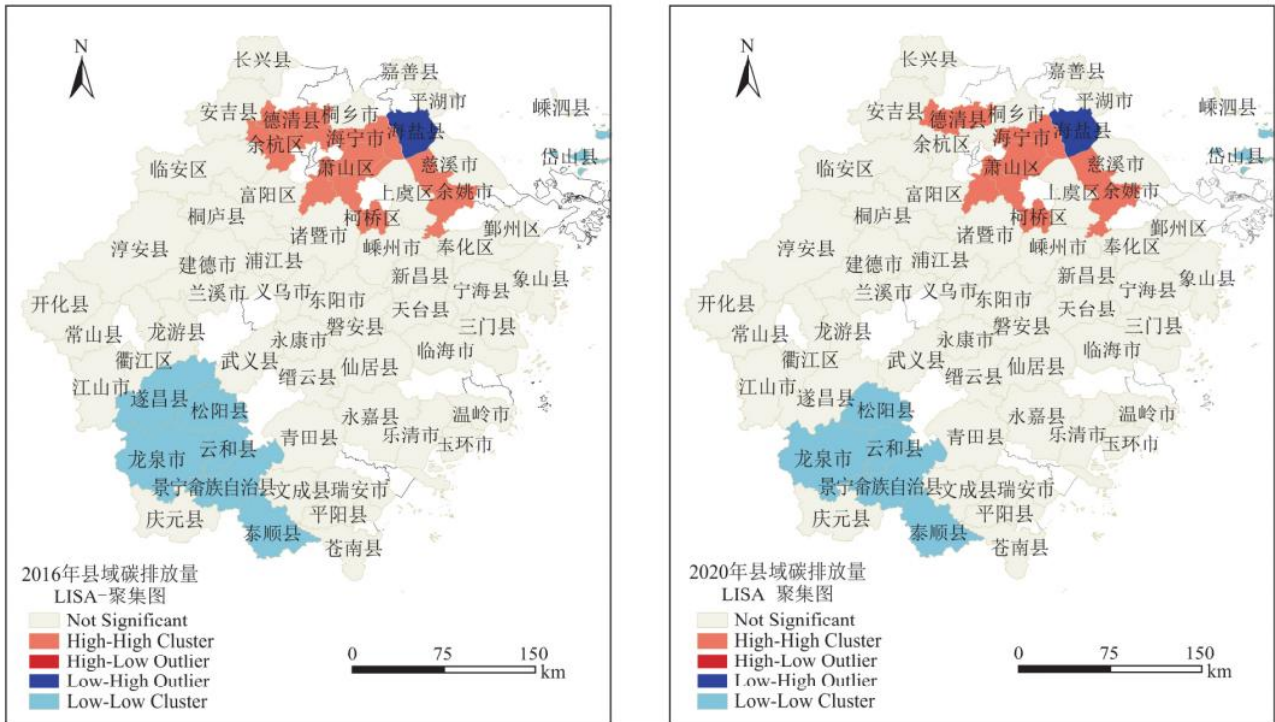 N
长兴县
嘉善县
平湖市
安吉县
德清县
桐乡市
海盐县
海宁市
余杭区
临安区
萧山区
慈溪市
富阳区
上虞区
余姚市
桐庐县
柯桥区
鄞州区
诸暨市
嵊州市
奉化区
淳安县
建德市
浦江县
新昌县
象山县
宁海县
兰溪市
义乌市
东阳市
开化县
天台县
磐安县
三门县
常山县
龙游县
永康市
临海市
衢江区
武义县
仙居县
缙云县
江山市
遂昌县
松阳县
永嘉县
温岭市
青田县
乐清市
玉环市
云和县
龙泉市
景宁畲族自治县
文成县
瑞安市
庆元县
平阳县
泰顺县
苍南县
2016年县域碳排放量
LISA-聚集图
Not Significant
High-High Cluster
High-Low Outlier
Low-High Outlier
Low-Low Cluster
0 75 150
km
嵊泗县
岱山县
N
长兴县
嘉善县
平湖市
嵊泗县
安吉县
德清县
桐乡市
海盐县
海宁市
余杭区
岱山县
临安区
萧山区
慈溪市
富阳区
上虞区
余姚市
桐庐县
柯桥区
鄞州区
诸暨市
嵊州市
奉化区
淳安县
建德市
浦江县
新昌县
象山县
宁海县
兰溪市
义乌市
东阳市
开化县
天台县
磐安县
三门县
常山县
龙游县
永康市
临海市
衢江区
武义县
仙居县
缙云县
江山市
遂昌县
松阳县
永嘉县
温岭市
青田县
乐清市
玉环市
云和县
龙泉市
景宁畲族自治县
文成县
瑞安市
庆元县
平阳县
泰顺县
苍南县
2020年县域碳排放量
LISA 聚集图
Not Significant
High-High Cluster
High-Low Outlier
Low-High Outlier
Low-Low Cluster
0 75 150
km